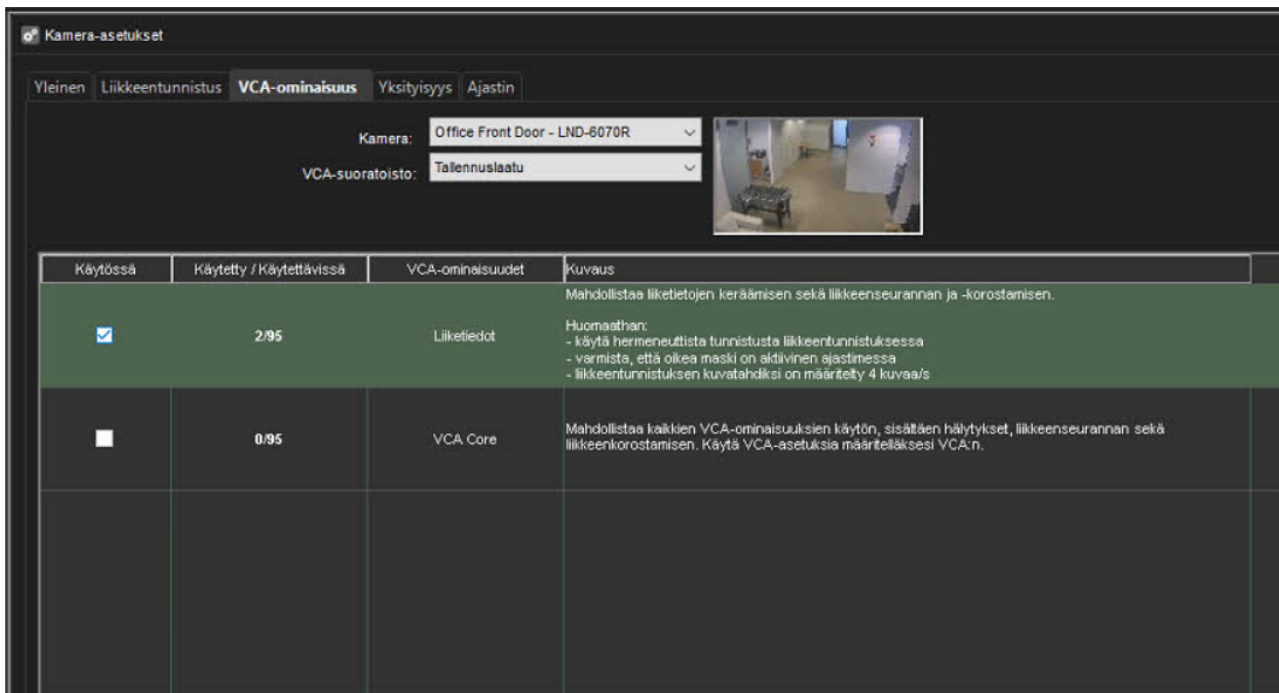 Kamera-asetukset
Yleinen Liikkeentunnistus VCA-ominaisuus Yksityisyys Ajastin
Kamera: Office Front Door - LND-6070R
VCA-suoratoisto: Tallennuslaatu
Käytössä Käytetty / Käytettävissä VCA-ominaisuudet Kuvaus
Mahdollistaa liiketietojen keräämisen sekä liikkeenseurannan ja -korostamisen.
Huomaathan:
2/95 Liiketiedot
- käytä hermeneuttista tunnistusta liikkeentunnistuksessa
- varmista, että oikea maski on aktiivinen ajastimessa
- liikkeentunnistuksen kuvatahdiksi on määritelty 4 kuvaa/s
0/95 VCA Core
Mahdollistaa kaikkien VCA-ominaisuuksien käytön, sisältäen hälytykset, liikkeenseurannan sekä
liikkeenkorostamisen. Käytä VCA-asetuksia määritelläksesi VCA:n.